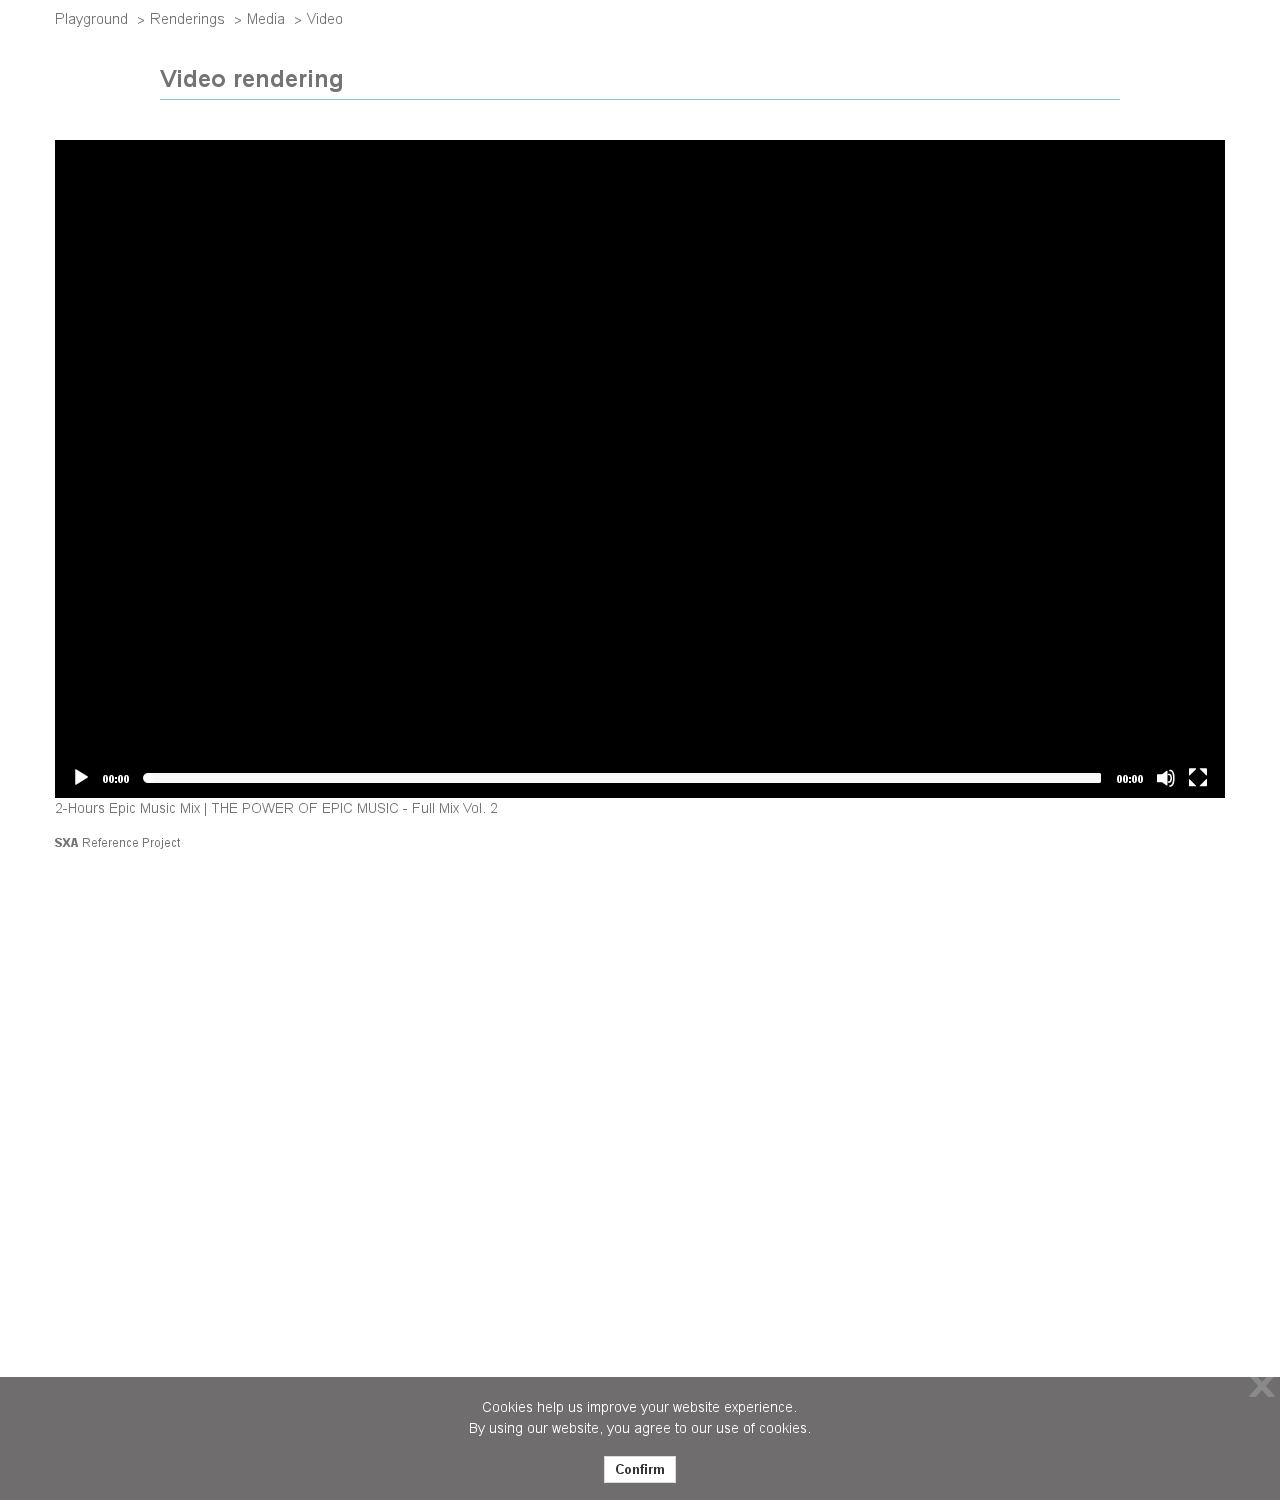 Playground > Renderings > Media > Video
Video rendering
00:00 00:00
2-Hours Epic Music Mix | THE POWER OF EPIC MUSIC - Full Mix Vol. 2
SXA Reference Project
Cookies help us improve your website experience.
By using our website, you agree to our use of cookies.
Confirm